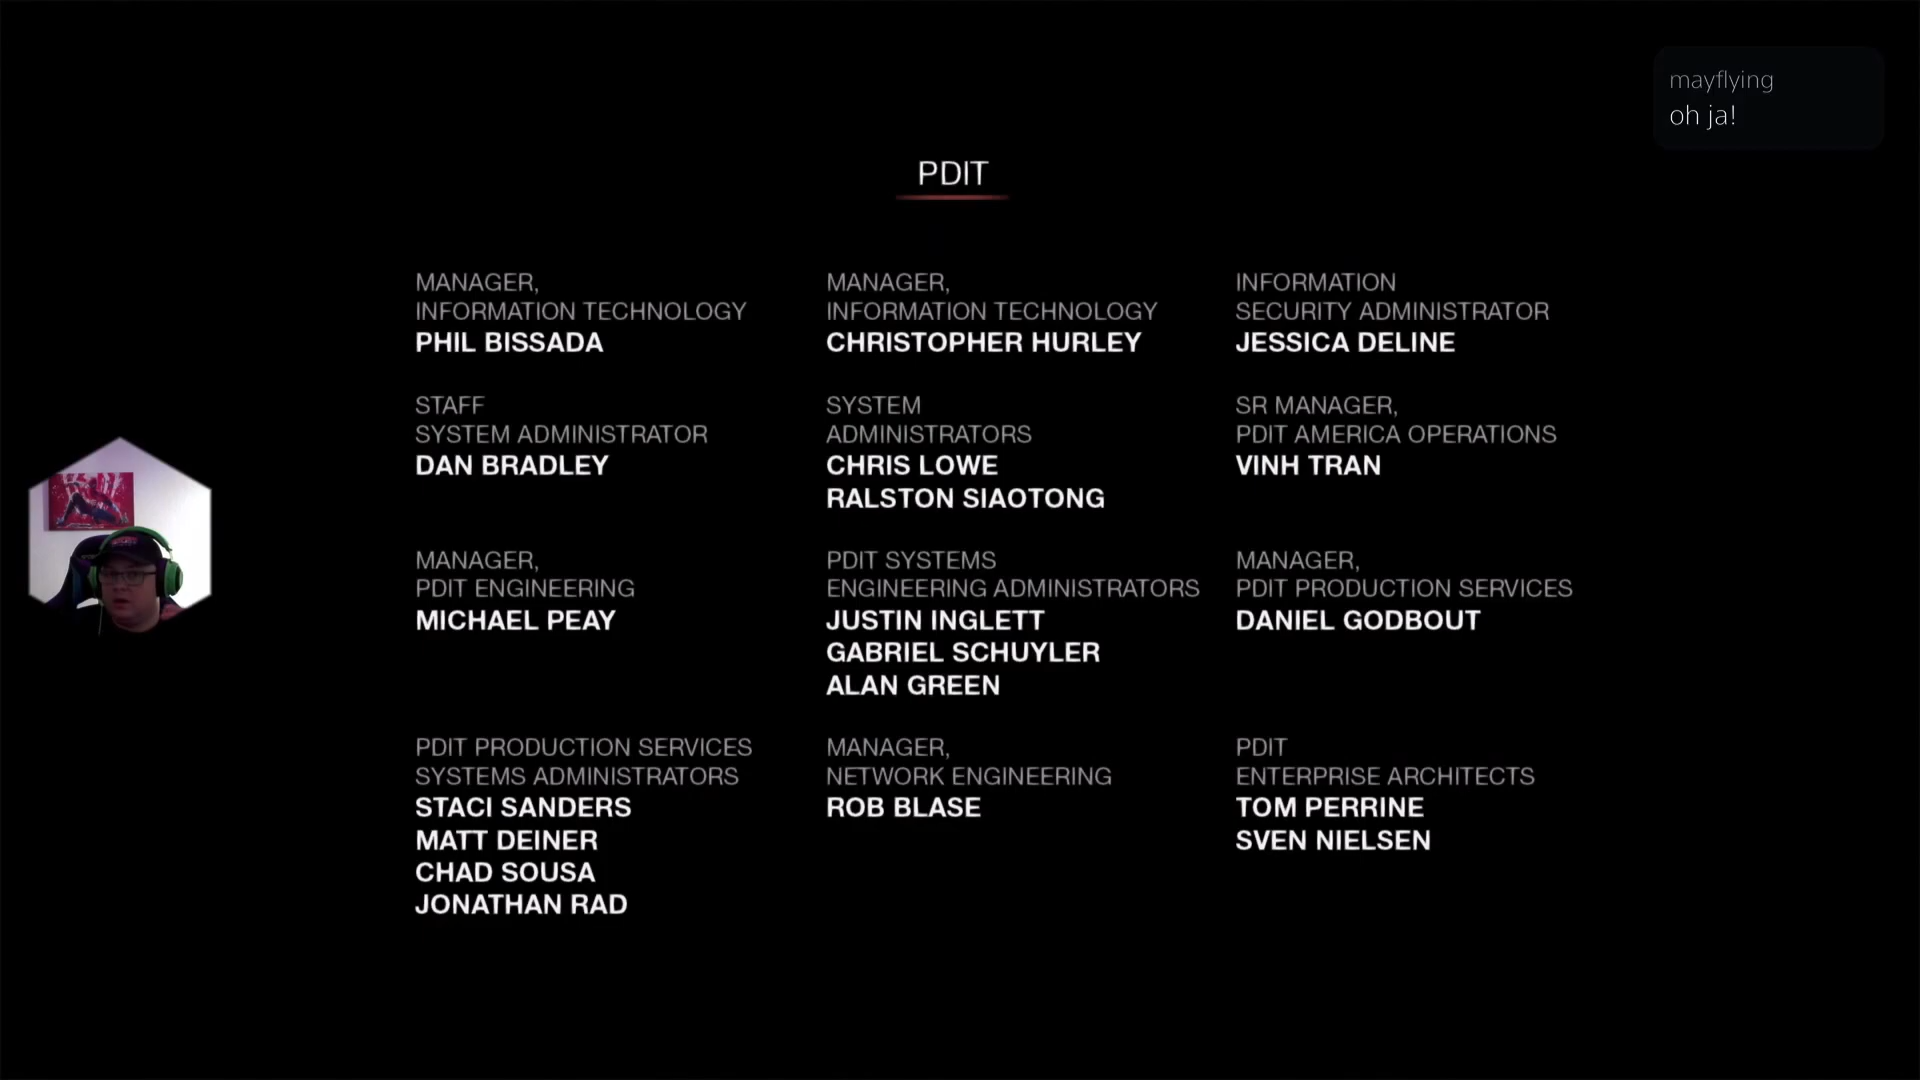 mayflying
oh ja!
PDIT
MANAGER,
INFORMATION TECHNOLOGY
PHIL BISSADA
MANAGER,
INFORMATION TECHNOLOGY
CHRISTOPHER HURLEY
INFORMATION
SECURITY ADMINISTRATOR
JESSICA DELINE
STAFF
SYSTEM ADMINISTRATOR
DAN BRADLEY
SYSTEM
ADMINISTRATORS
CHRIS LOWE
RALSTON SIAOTONG
SR MANAGER,
PDIT AMERICA OPERATIONS
VINH TRAN
MANAGER,
PDIT ENGINEERING
MICHAEL PEAY
PDIT SYSTEMS
ENGINEERING ADMINISTRATORS
JUSTIN INGLETT
GABRIEL SCHUYLER
ALAN GREEN
MANAGER,
PDIT PRODUCTION SERVICES
DANIEL GODBOUT
PDIT PRODUCTION SERVICES
SYSTEMS ADMINISTRATORS
STACI SANDERS
MATT DEINER
CHAD SOUSA
JONATHAN RAD
MANAGER,
NETWORK ENGINEERING
ROB BLASE
PDIT
ENTERPRISE ARCHITECTS
TOM PERRINE
SVEN NIELSEN